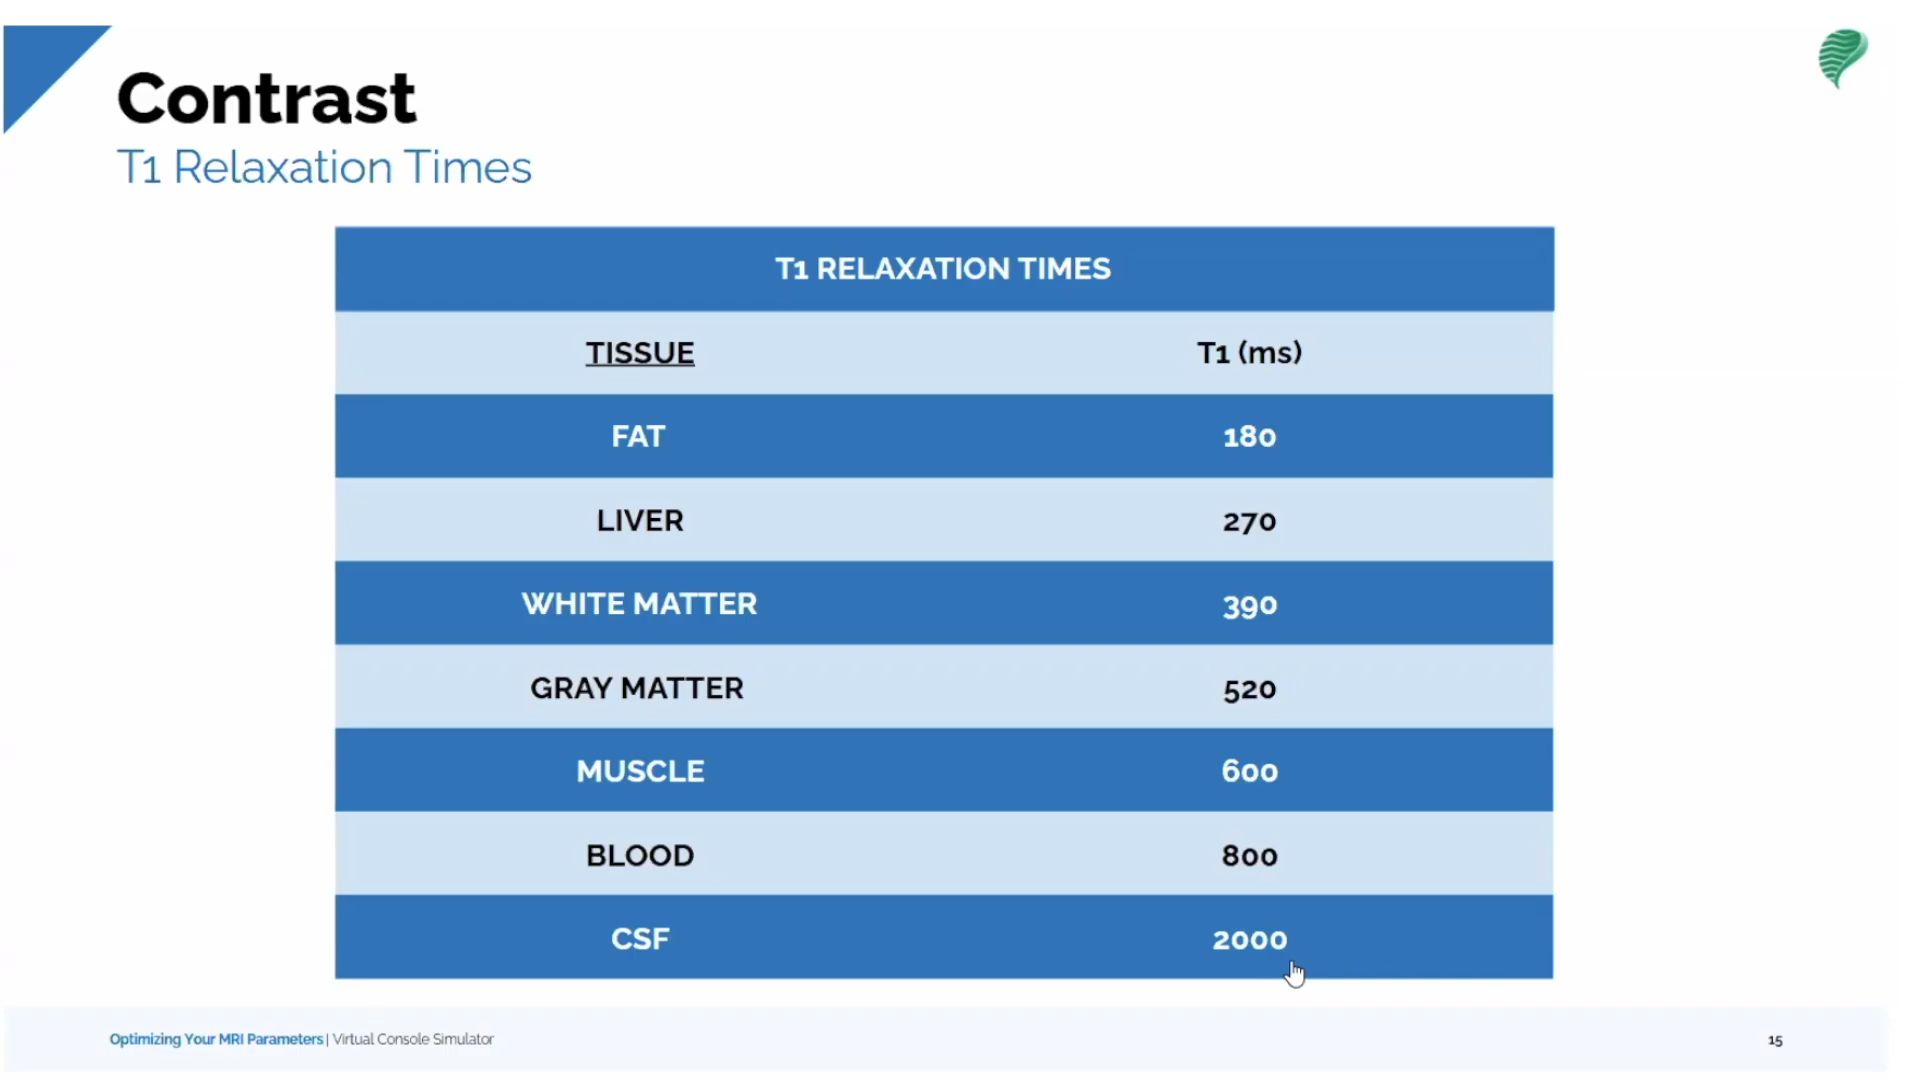 Contrast
T1 Relaxation Times
T1 RELAXATION TIMES
TISSUE T1 (ms)
FAT 180
LIVER 270
WHITE MATTER 390
GRAY MATTER 520
MUSCLE 600
BLOOD 800
CSF 2000
Optimizing Your MRI Parameters | Virtual Console Simulator 15